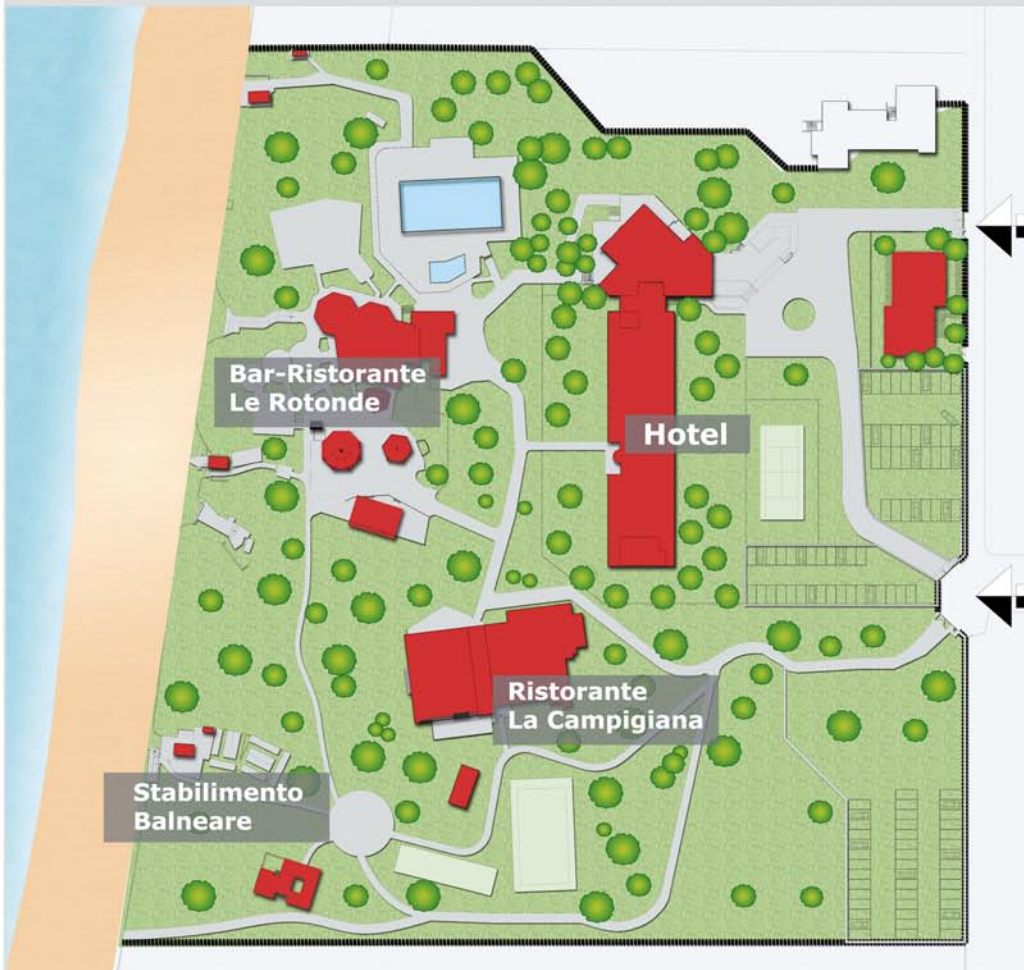 Bar-Ristorante
Le Rotonde
Hotel
Ristorante
La Campigiana
Stabilimento
Balneare